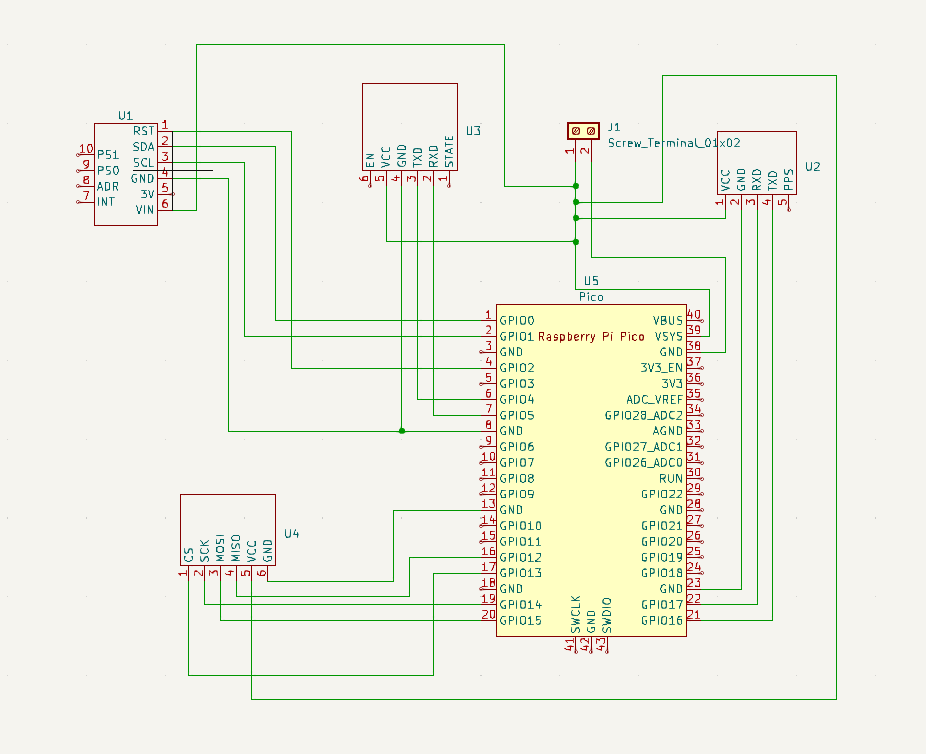 U1
RST 1
SDA 2
SCL 3
GND 4
3V 5
VIN 6
10 PS1
9 PS0
8 ADR
7 INT
U3
EN VCC GND TXD RXD STATE
6 5 4 3 2 1
J1
Screw_Terminal_01x02
1 2
U2
VCC GND RXD TXD PPS
1 2 3 4 5
U5
Pico
Raspberry Pi Pico
1 GPIO0
2 GPIO1
3 GND
4 GPIO2
5 GPIO3
6 GPIO4
7 GPIO5
8 GND
9 GPIO6
10 GPIO7
11 GPIO8
12 GPIO9
13 GND
14 GPIO10
15 GPIO11
16 GPIO12
17 GPIO13
18 GND
19 GPIO14
20 GPIO15
VBUS 40
VSYS 39
GND 38
3V3_EN 37
3V3 36
ADC_VREF 35
GPIO28_ADC2 34
AGND 33
GPIO27_ADC1 32
GPIO26_ADC0 31
RUN 30
GPIO22 29
GND 28
GPIO21 27
GPIO20 26
GPIO19 25
GPIO18 24
GND 23
GPIO17 22
GPIO16 21
SWCLK GND SWDIO
41 42 43
U4
CS SCK MOSI MISO VCC GND
1 2 3 4 5 6